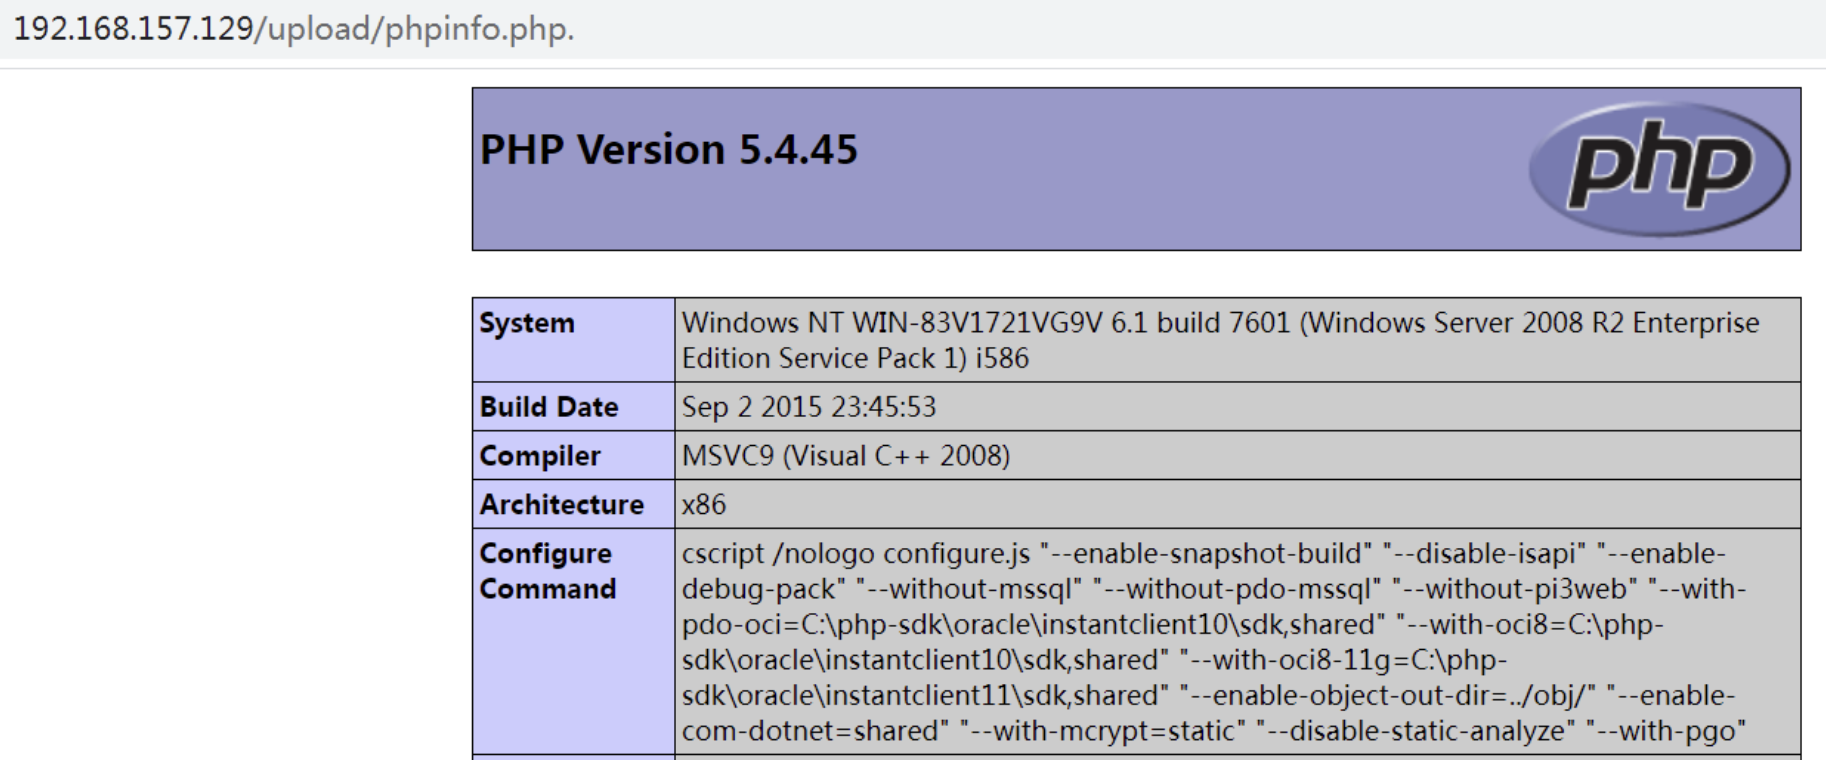 192.168.157.129/upload/phpinfo.php.
PHP Version 5.4.45
php
System
Windows NT WIN-83V1721VG9V 6.1 build 7601 (Windows Server 2008 R2 Enterprise
Edition Service Pack 1) i586
Build Date
Sep 2 2015 23:45:53
Compiler
MSVC9 (Visual C++ 2008)
Architecture
x86
Configure
Command
cscript /nologo configure.js "--enable-snapshot-build" "--disable-isapi" "--enable-
debug-pack" "--without-mssql" "--without-pdo-mssql" "--without-pi3web" "--with-
pdo-oci=C:\php-sdk\oracle\instantclient10\sdk,shared" "--with-oci8=C:\php-
sdk\oracle\instantclient10\sdk,shared" "--with-oci8-11g=C:\php-
sdk\oracle\instantclient11\sdk,shared" "--enable-object-out-dir=../obj/" "--enable-
com-dotnet=shared" "--with-mcrypt=static" "--disable-static-analyze" "--with-pgo"